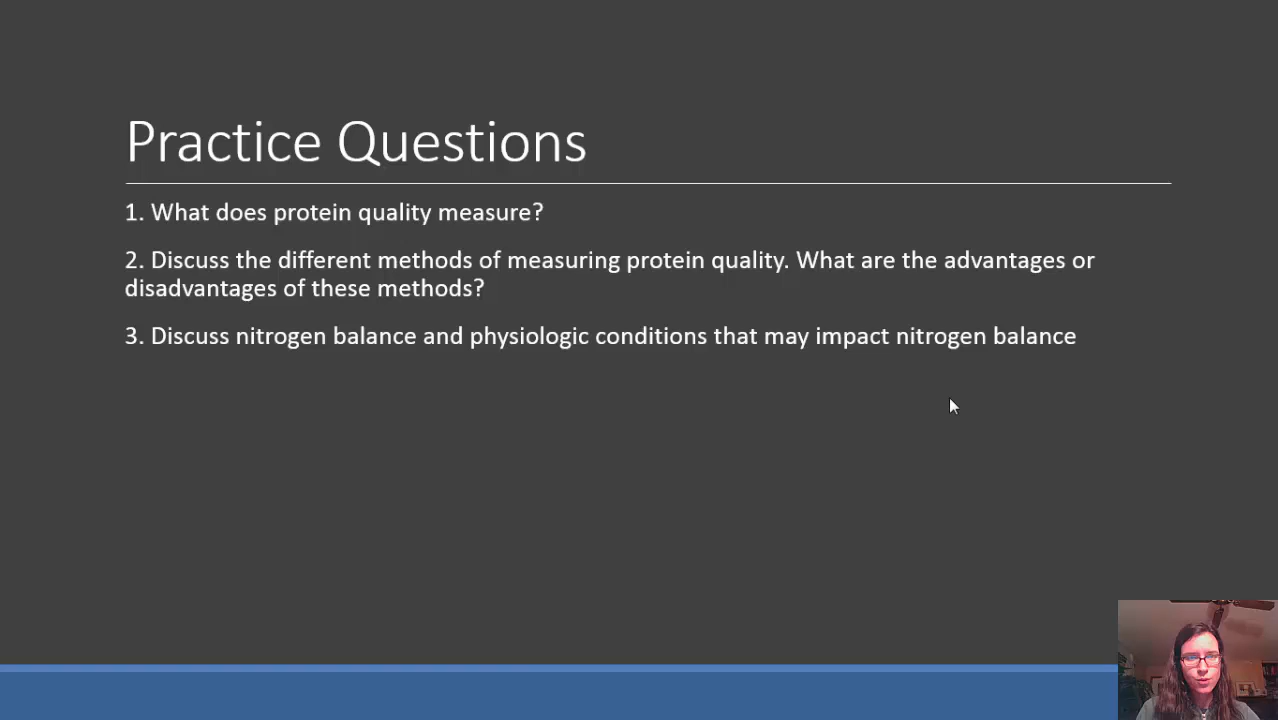 Practice Questions
1. What does protein quality measure?
2. Discuss the different methods of measuring protein quality. What are the advantages or
disadvantages of these methods?
3. Discuss nitrogen balance and physiologic conditions that may impact nitrogen balance